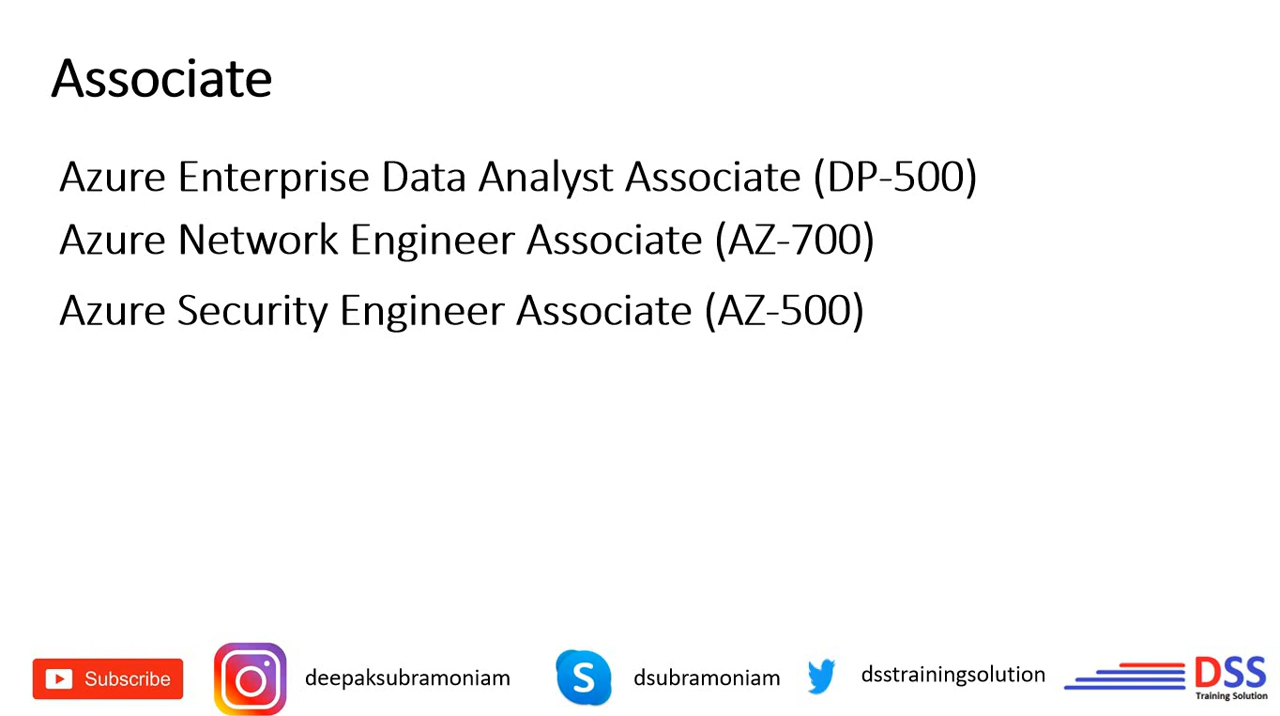 Associate
Azure Enterprise Data Analyst Associate (DP-500)
Azure Network Engineer Associate (AZ-700)
Azure Security Engineer Associate (AZ-500)
Subscribe
deepaksubramoniam
S
dsubramoniam
dsstrainingsolution
DSS
Training Solution